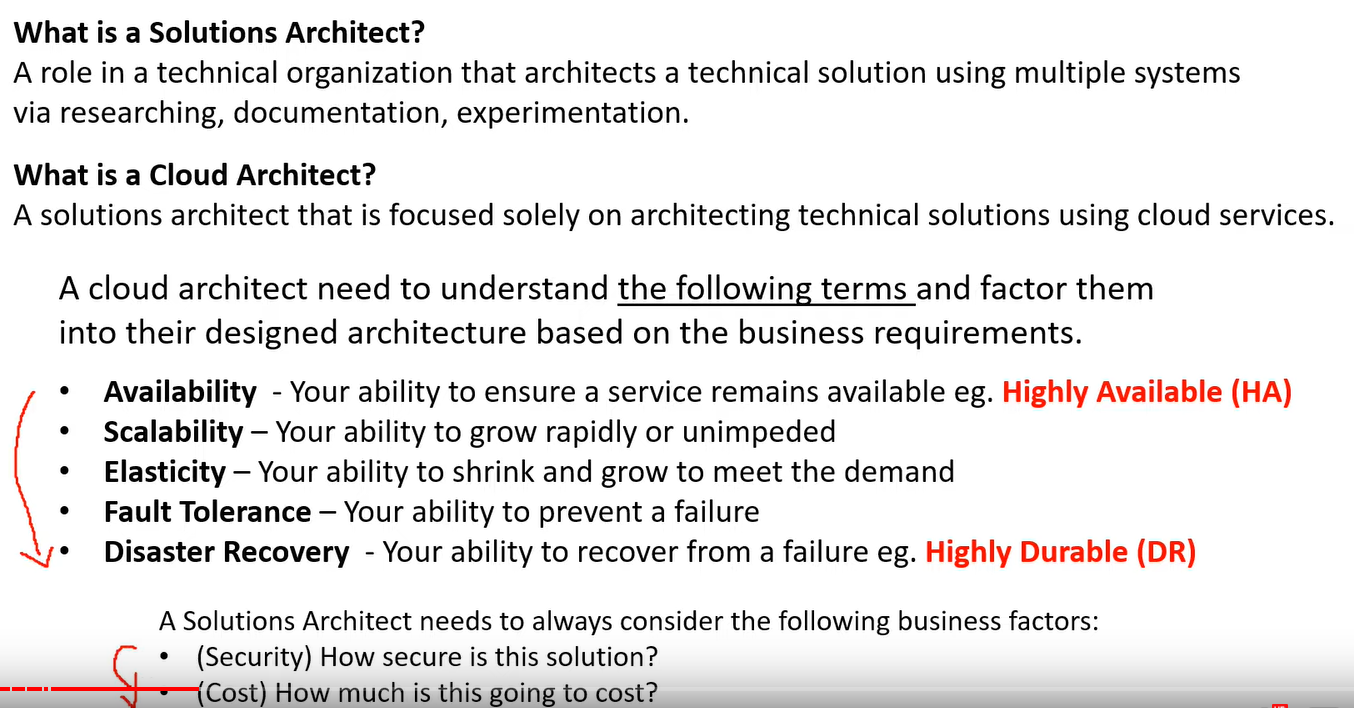 What is a Solutions Architect?
A role in a technical organization that architects a technical solution using multiple systems
via researching, documentation, experimentation.
What is a Cloud Architect?
A solutions architect that is focused solely on architecting technical solutions using cloud services.
A cloud architect need to understand the following terms and factor them
into their designed architecture based on the business requirements.
• Availability - Your ability to ensure a service remains available eg. Highly Available (HA)
• Scalability – Your ability to grow rapidly or unimpeded
• Elasticity – Your ability to shrink and grow to meet the demand
• Fault Tolerance – Your ability to prevent a failure
• Disaster Recovery - Your ability to recover from a failure eg. Highly Durable (DR)
A Solutions Architect needs to always consider the following business factors:
• (Security) How secure is this solution?
• (Cost) How much is this going to cost?